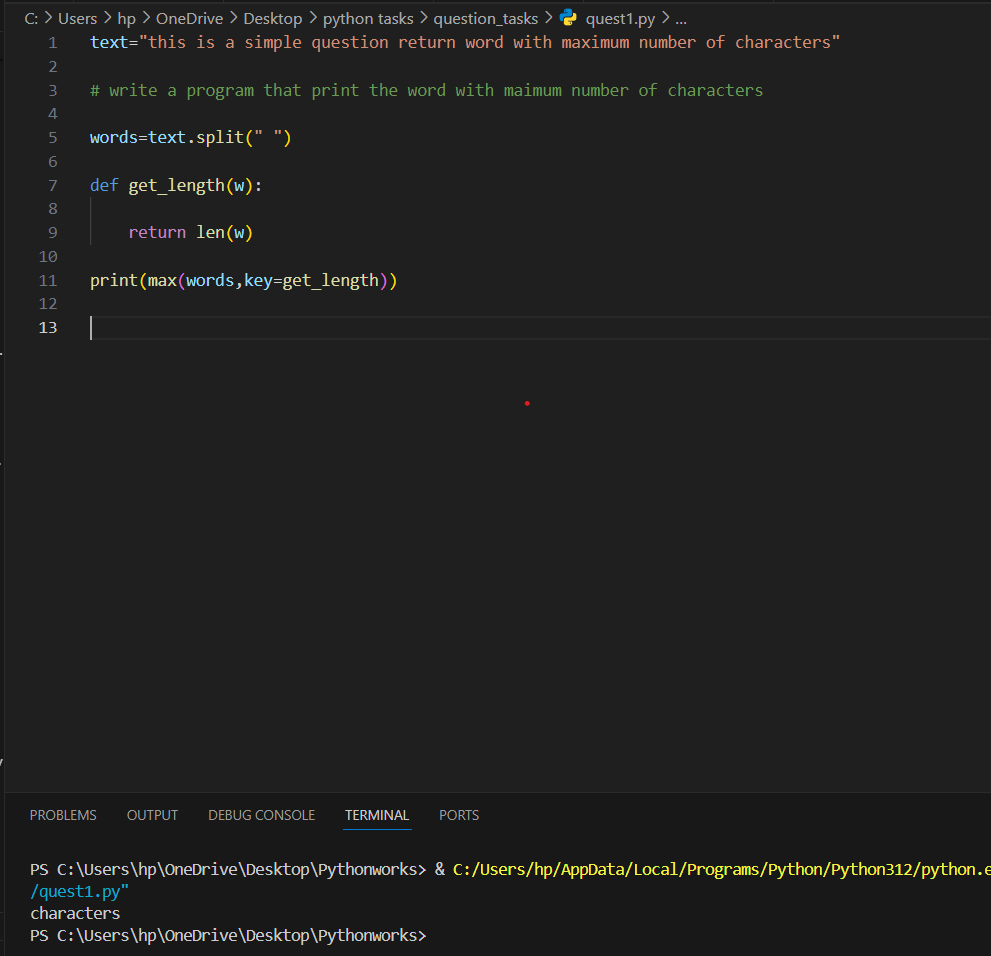 C: > Users > hp > OneDrive > Desktop > python tasks > question_tasks > quest1.py > ...
1 text="this is a simple question return word with maximum number of characters"
2
3 # write a program that print the word with maimum number of characters
4
5 words=text.split(" ")
6
7 def get_length(w):
8
9 return len(w)
10
11 print(max(words,key=get_length))
12
13
PROBLEMS OUTPUT DEBUG CONSOLE TERMINAL PORTS
PS C:\Users\hp\OneDrive\Desktop\Pythonworks> & C:/Users/hp/AppData/Local/Programs/Python/Python312/python.e
/quest1.py"
characters
PS C:\Users\hp\OneDrive\Desktop\Pythonworks>